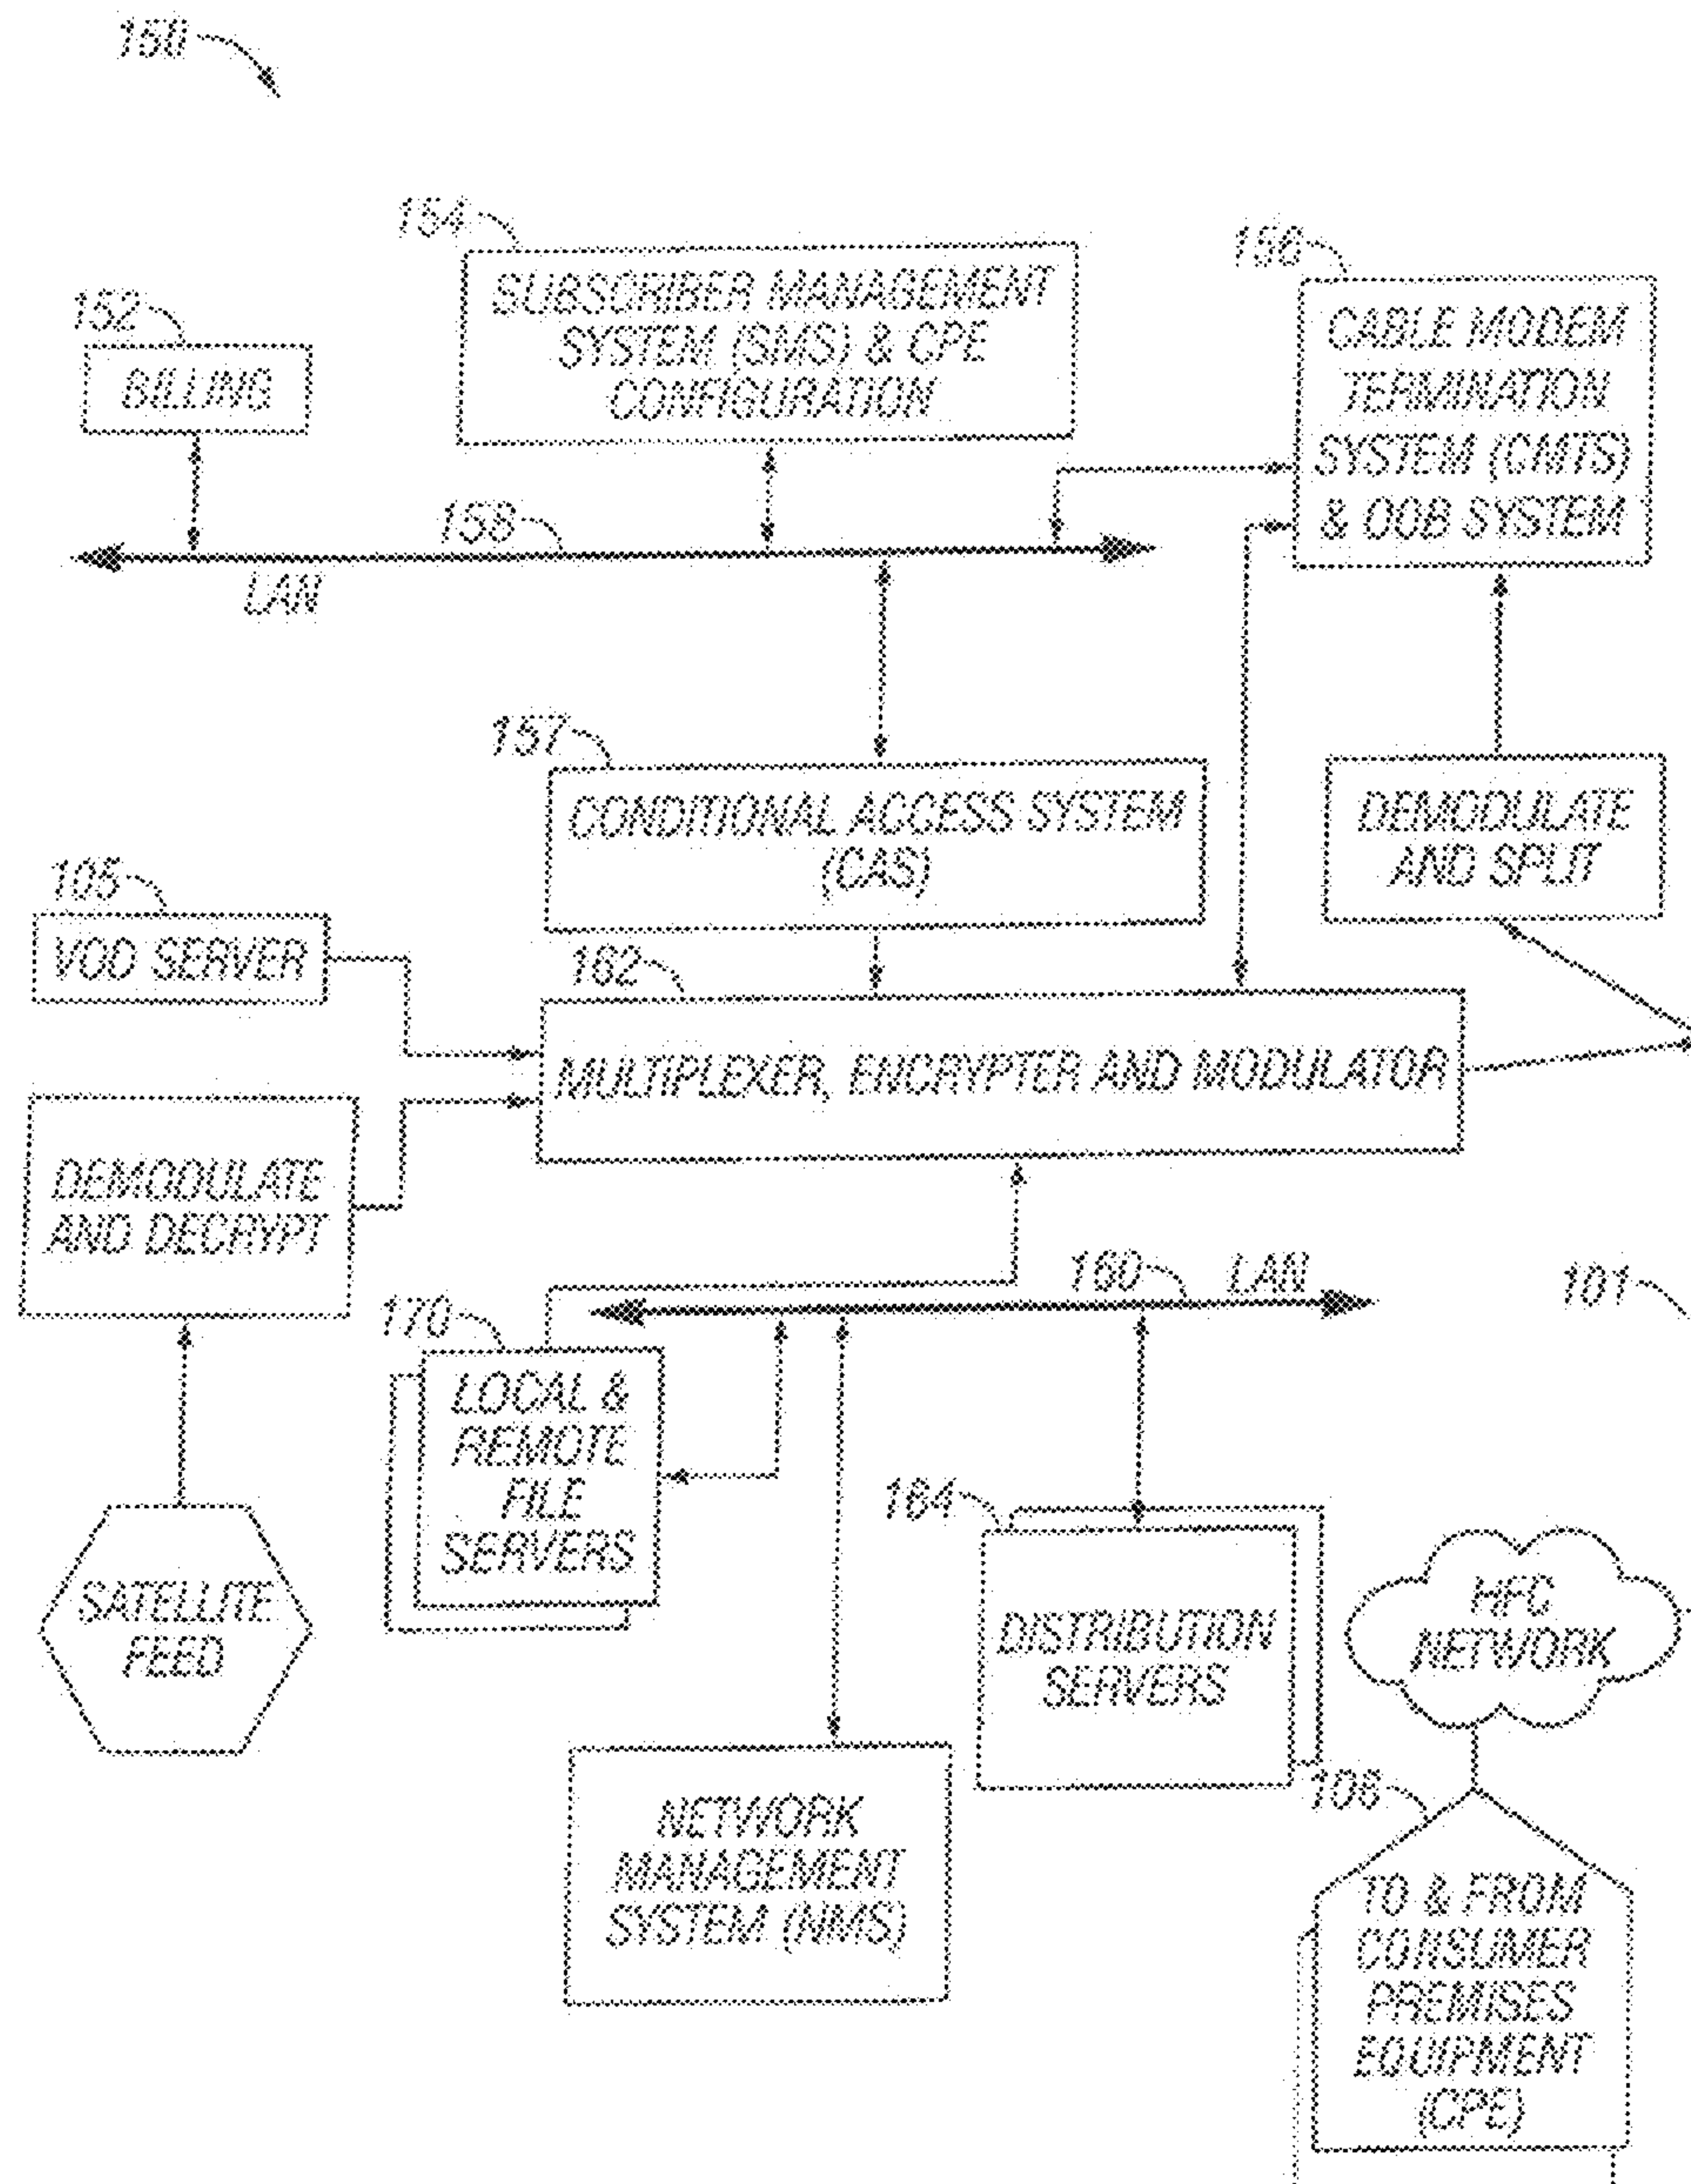 150
154
SUBSCRIBER MANAGEMENT
SYSTEM (SMS) & CPE
CONFIGURATION
156
CABLE MODEM
TERMINATION
SYSTEM (CMTS)
& OOB SYSTEM
152
BILLING
158
LAN
157
CONDITIONAL ACCESS SYSTEM
(CAS)
DEMODULATE
AND SPLIT
105
VOD SERVER
162
MULTIPLEXER, ENCRYPTER AND MODULATOR
DEMODULATE
AND DECRYPT
160
LAN
101
170
LOCAL &
REMOTE
FILE
SERVERS
164
DISTRIBUTION
SERVERS
HFC
NETWORK
SATELLITE
FEED
NETWORK
MANAGEMENT
SYSTEM (NMS)
106
TO & FROM
CONSUMER
PREMISES
EQUIPMENT
(CPE)